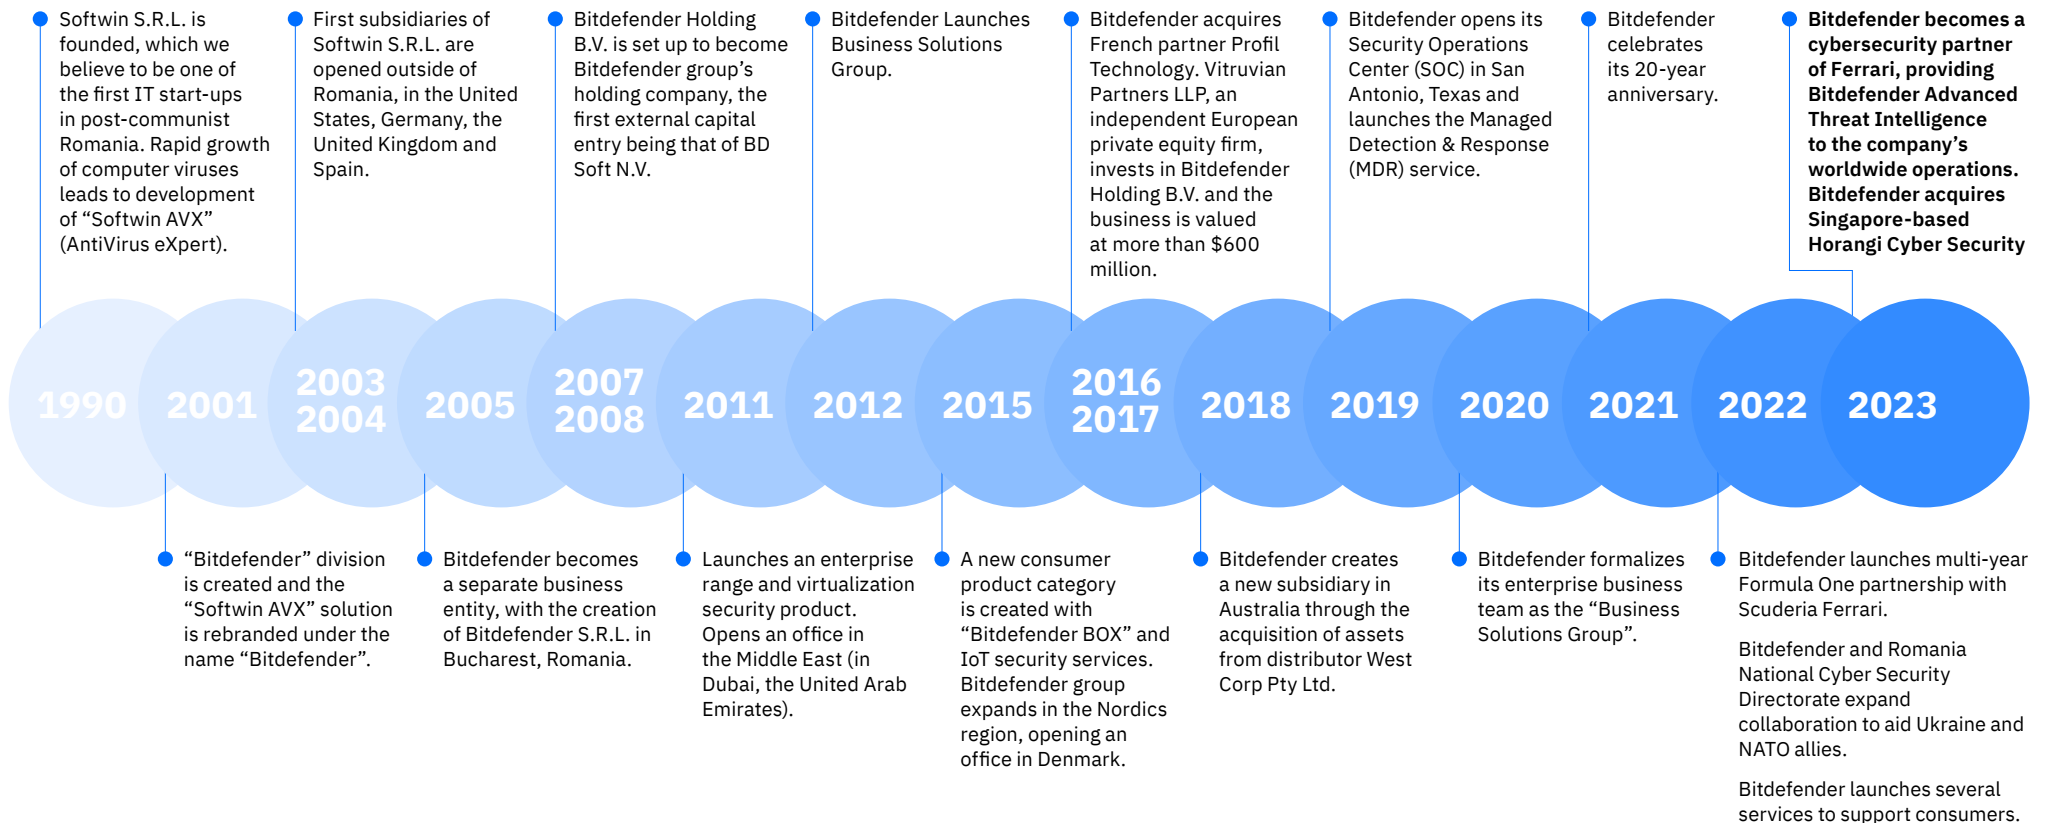 Softwin S.R.L. is
founded, which we
believe to be one of
the first IT start-ups
in post-communist
Romania. Rapid growth
of computer viruses
leads to development
of “Softwin AVX”
(AntiVirus eXpert).
First subsidiaries of
Softwin S.R.L. are
opened outside of
Romania, in the United
States, Germany, the
United Kingdom and
Spain.
Bitdefender Holding
B.V. is set up to become
Bitdefender group’s
holding company, the
first external capital
entry being that of BD
Soft N.V.
Bitdefender Launches
Business Solutions
Group.
Bitdefender acquires
French partner Profil
Technology. Vitruvian
Partners LLP, an
independent European
private equity firm,
invests in Bitdefender
Holding B.V. and the
business is valued
at more than $600
million.
Bitdefender opens its
Security Operations
Center (SOC) in San
Antonio, Texas and
launches the Managed
Detection & Response
(MDR) service.
Bitdefender
celebrates
its 20-year
anniversary.
Bitdefender becomes a
cybersecurity partner
of Ferrari, providing
Bitdefender Advanced
Threat Intelligence
to the company’s
worldwide operations.
Bitdefender acquires
Singapore-based
Horangi Cyber Security
1990
2001
2003
2004
2005
2007
2008
2011
2012
2015
2016
2017
2018
2019
2020
2021
2022
2023
“Bitdefender” division
is created and the
“Softwin AVX” solution
is rebranded under the
name “Bitdefender”.
Bitdefender becomes
a separate business
entity, with the creation
of Bitdefender S.R.L. in
Bucharest, Romania.
Launches an enterprise
range and virtualization
security product.
Opens an office in
the Middle East (in
Dubai, the United Arab
Emirates).
A new consumer
product category
is created with
“Bitdefender BOX” and
IoT security services.
Bitdefender group
expands in the Nordics
region, opening an
office in Denmark.
Bitdefender creates
a new subsidiary in
Australia through the
acquisition of assets
from distributor West
Corp Pty Ltd.
Bitdefender formalizes
its enterprise business
team as the “Business
Solutions Group”.
Bitdefender launches multi-year
Formula One partnership with
Scuderia Ferrari.
Bitdefender and Romania
National Cyber Security
Directorate expand
collaboration to aid Ukraine and
NATO allies.
Bitdefender launches several
services to support consumers.